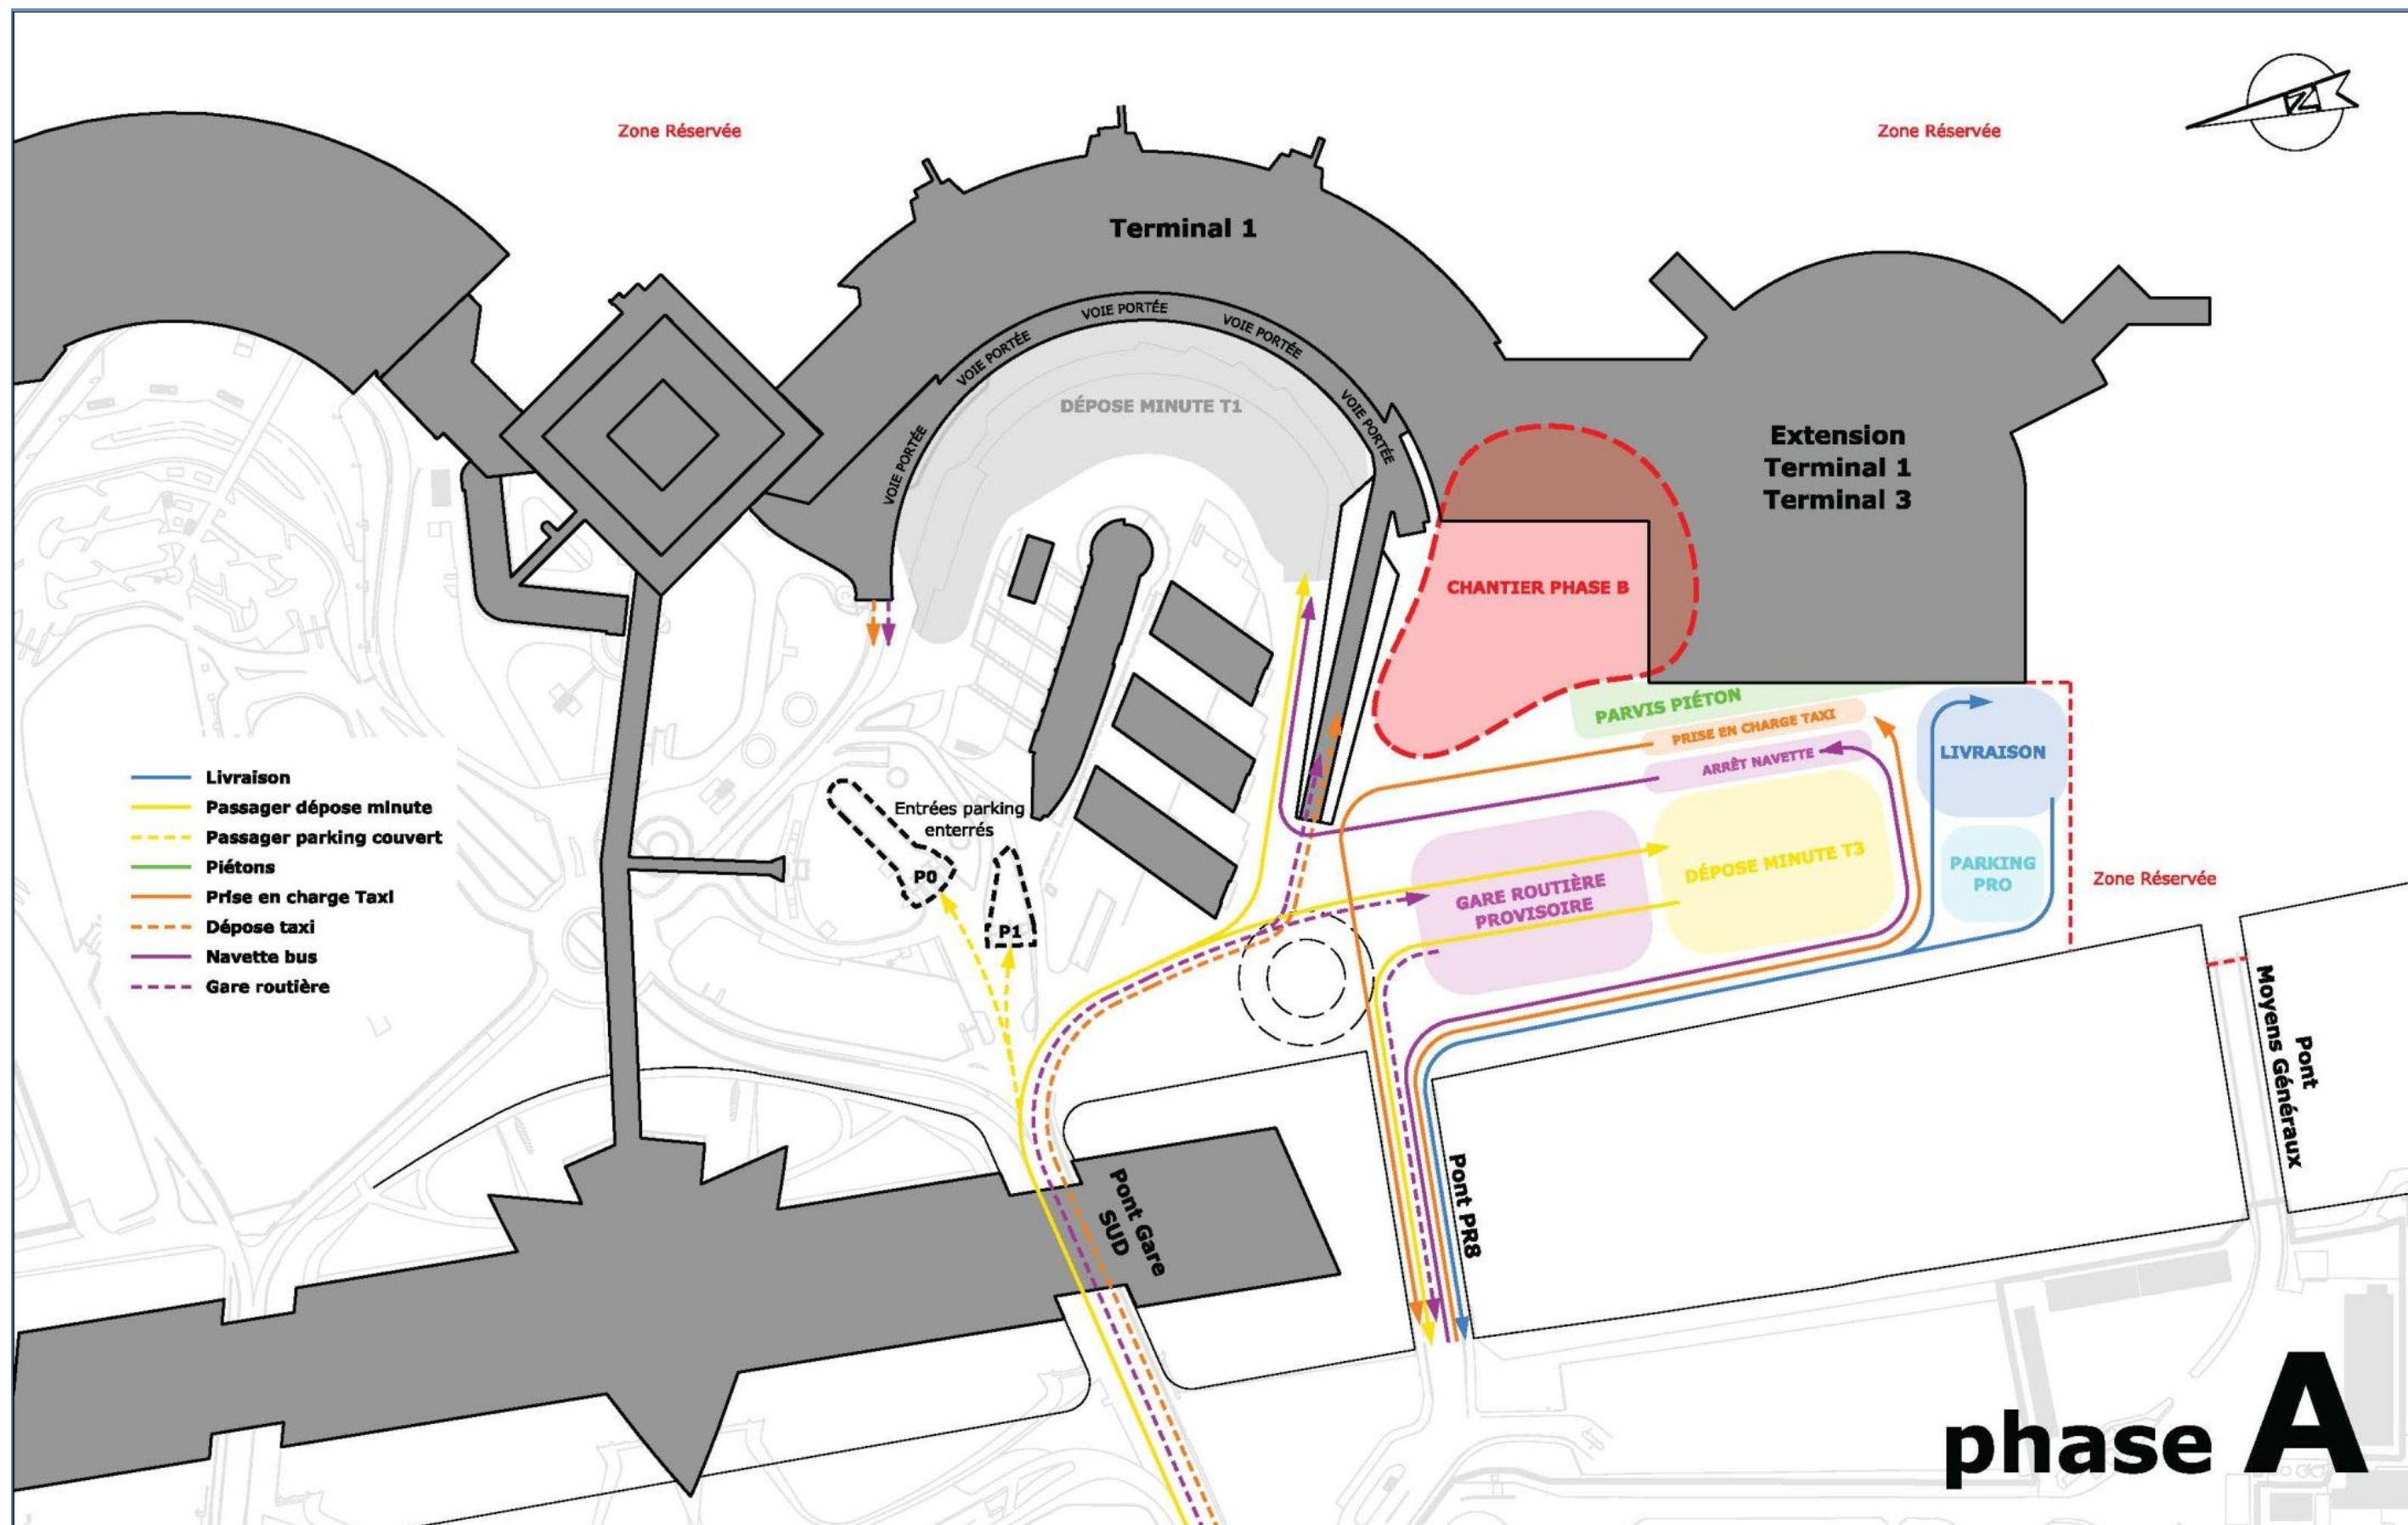 Zone Réservée
Zone Réservée
N
Terminal 1
VOIE PORTÉE
VOIE PORTÉE
VOIE PORTÉE
VOIE PORTÉE
VOIE PORTÉE
DÉPOSE MINUTE T1
Extension
Terminal 1
Terminal 3
CHANTIER PHASE B
PARVIS PIÉTON
PRISE EN CHARGE TAXI
ARRÊT NAVETTE
LIVRAISON
Livraison
Passager dépose minute
Passager parking couvert
Piétons
Prise en charge Taxi
Dépose taxi
Navette bus
Gare routière
Entrées parking
enterrés
P0
P1
GARE ROUTIÈRE
PROVISOIRE
DÉPOSE MINUTE T3
PARKING
PRO
Zone Réservée
Pont Gare
SUD
Pont PR8
Pont
Moyens Généraux
phase A